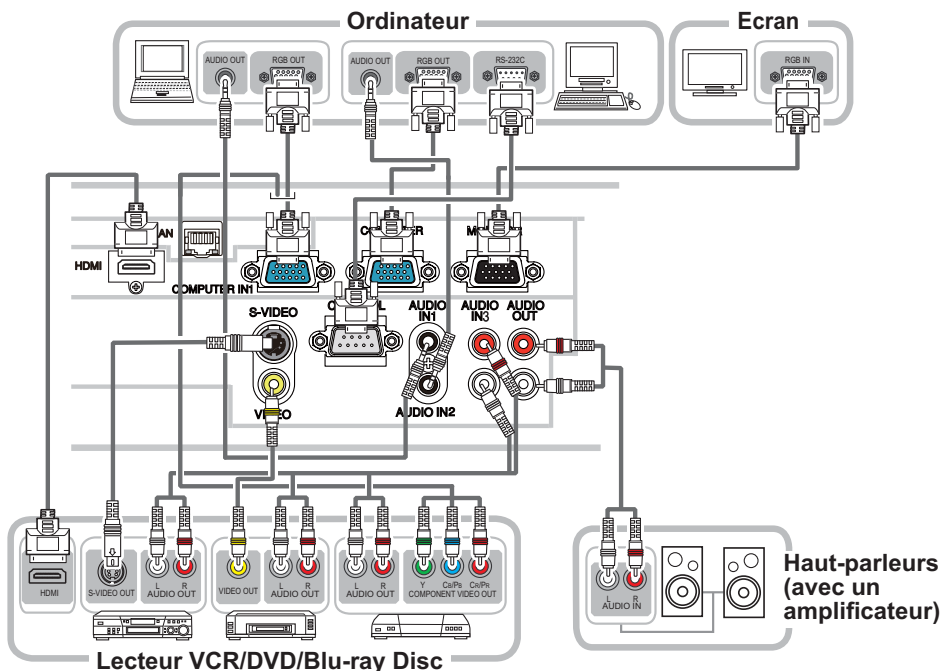 Ordinateur
Ecran
AUDIO OUT
RGB OUT
AUDIO OUT
RGB OUT
RS-232C
RGB IN
AN
HDMI
COMPUTER IN1
S-VIDEO
AUDIO IN1
AUDIO IN3
AUDIO OUT
VIDEO
AUDIO IN2
HDMI
S-VIDEO OUT
L R
AUDIO OUT
VIDEO OUT
L R
AUDIO OUT
L R
AUDIO OUT
Y CB/PB CR/PR
COMPONENT VIDEO OUT
L R
AUDIO IN
Haut-parleurs
(avec un
amplificateur)
Lecteur VCR/DVD/Blu-ray Disc